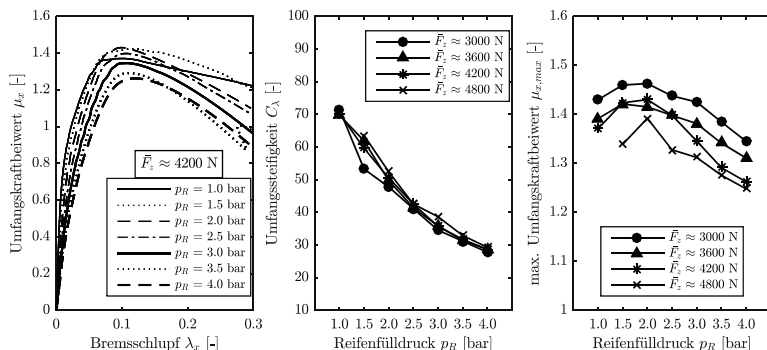 Umfangskraftbeiwert μx [-]
1.6
1.4
1.2
1
0.8
0.6
0.4
0.2
0
F̄z ≈ 4200 N
pR = 1.0 bar
pR = 1.5 bar
pR = 2.0 bar
pR = 2.5 bar
pR = 3.0 bar
pR = 3.5 bar
pR = 4.0 bar
0 0.1 0.2 0.3
Bremsschlupf λx [-]
Umfangssteifigkeit Cλ [-]
100
90
80
70
60
50
40
30
20
10
0
F̄z ≈ 3000 N
F̄z ≈ 3600 N
F̄z ≈ 4200 N
F̄z ≈ 4800 N
1.0 1.5 2.0 2.5 3.0 3.5 4.0
Reifenfülldruck pR [bar]
max. Umfangskraftbeiwert μx,max [-]
1.6
1.5
1.4
1.3
1.2
1.1
1
F̄z ≈ 3000 N
F̄z ≈ 3600 N
F̄z ≈ 4200 N
F̄z ≈ 4800 N
1.0 1.5 2.0 2.5 3.0 3.5 4.0
Reifenfülldruck pR [bar]